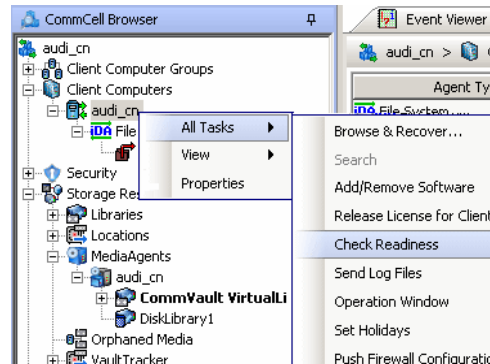 CommCell Browser
Event Viewer
audi_cn
audi_cn >
Client Computer Groups
Client Computers
Agent Ty
audi_cn
iDA File
iDA File System
All Tasks
View
Properties
Browse & Recover...
Search
Add/Remove Software
Release License for Client
Check Readiness
Send Log Files
Operation Window
Set Holidays
Push Firewall Configuratio
Security
Storage Res
Libraries
Locations
MediaAgents
audi_cn
CommVault VirtualLi
DiskLibrary1
Orphaned Media
VaultTracker